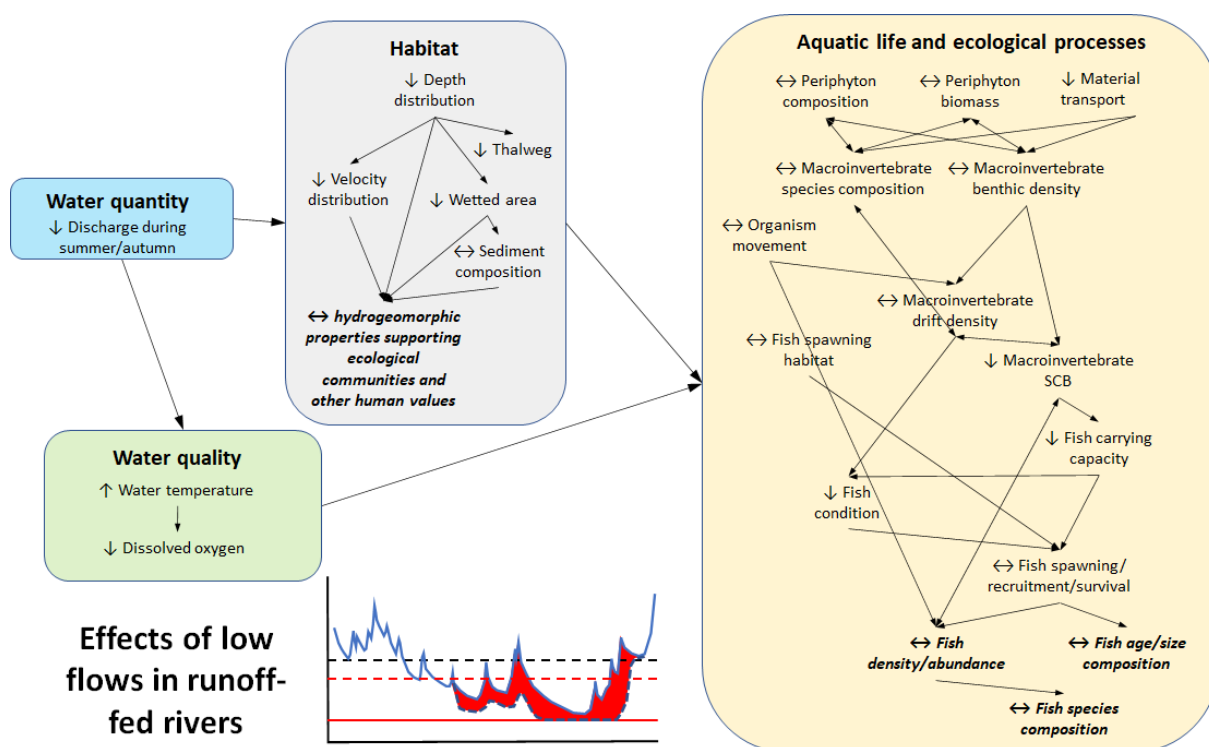 Habitat
↓ Depth
distribution
↓ Thalweg
↓ Velocity
distribution
↓ Wetted area
↔ Sediment
composition
↔ hydrogeomorphic
properties supporting
ecological
communities and
other human values
Water quantity
↓ Discharge during
summer/autumn
Water quality
↑ Water temperature
↓ Dissolved oxygen
Effects of low
flows in runoff-
fed rivers
Aquatic life and ecological processes
↔ Periphyton
composition
↔ Periphyton
biomass
↓ Material
transport
↔ Macroinvertebrate
species composition
↔ Macroinvertebrate
benthic density
↔ Organism
movement
↔ Macroinvertebrate
drift density
↔ Fish spawning
habitat
↓ Macroinvertebrate
SCB
↓ Fish carrying
capacity
↓ Fish
condition
↔ Fish spawning/
recruitment/survival
↔ Fish
density/abundance
↔ Fish age/size
composition
↔ Fish species
composition